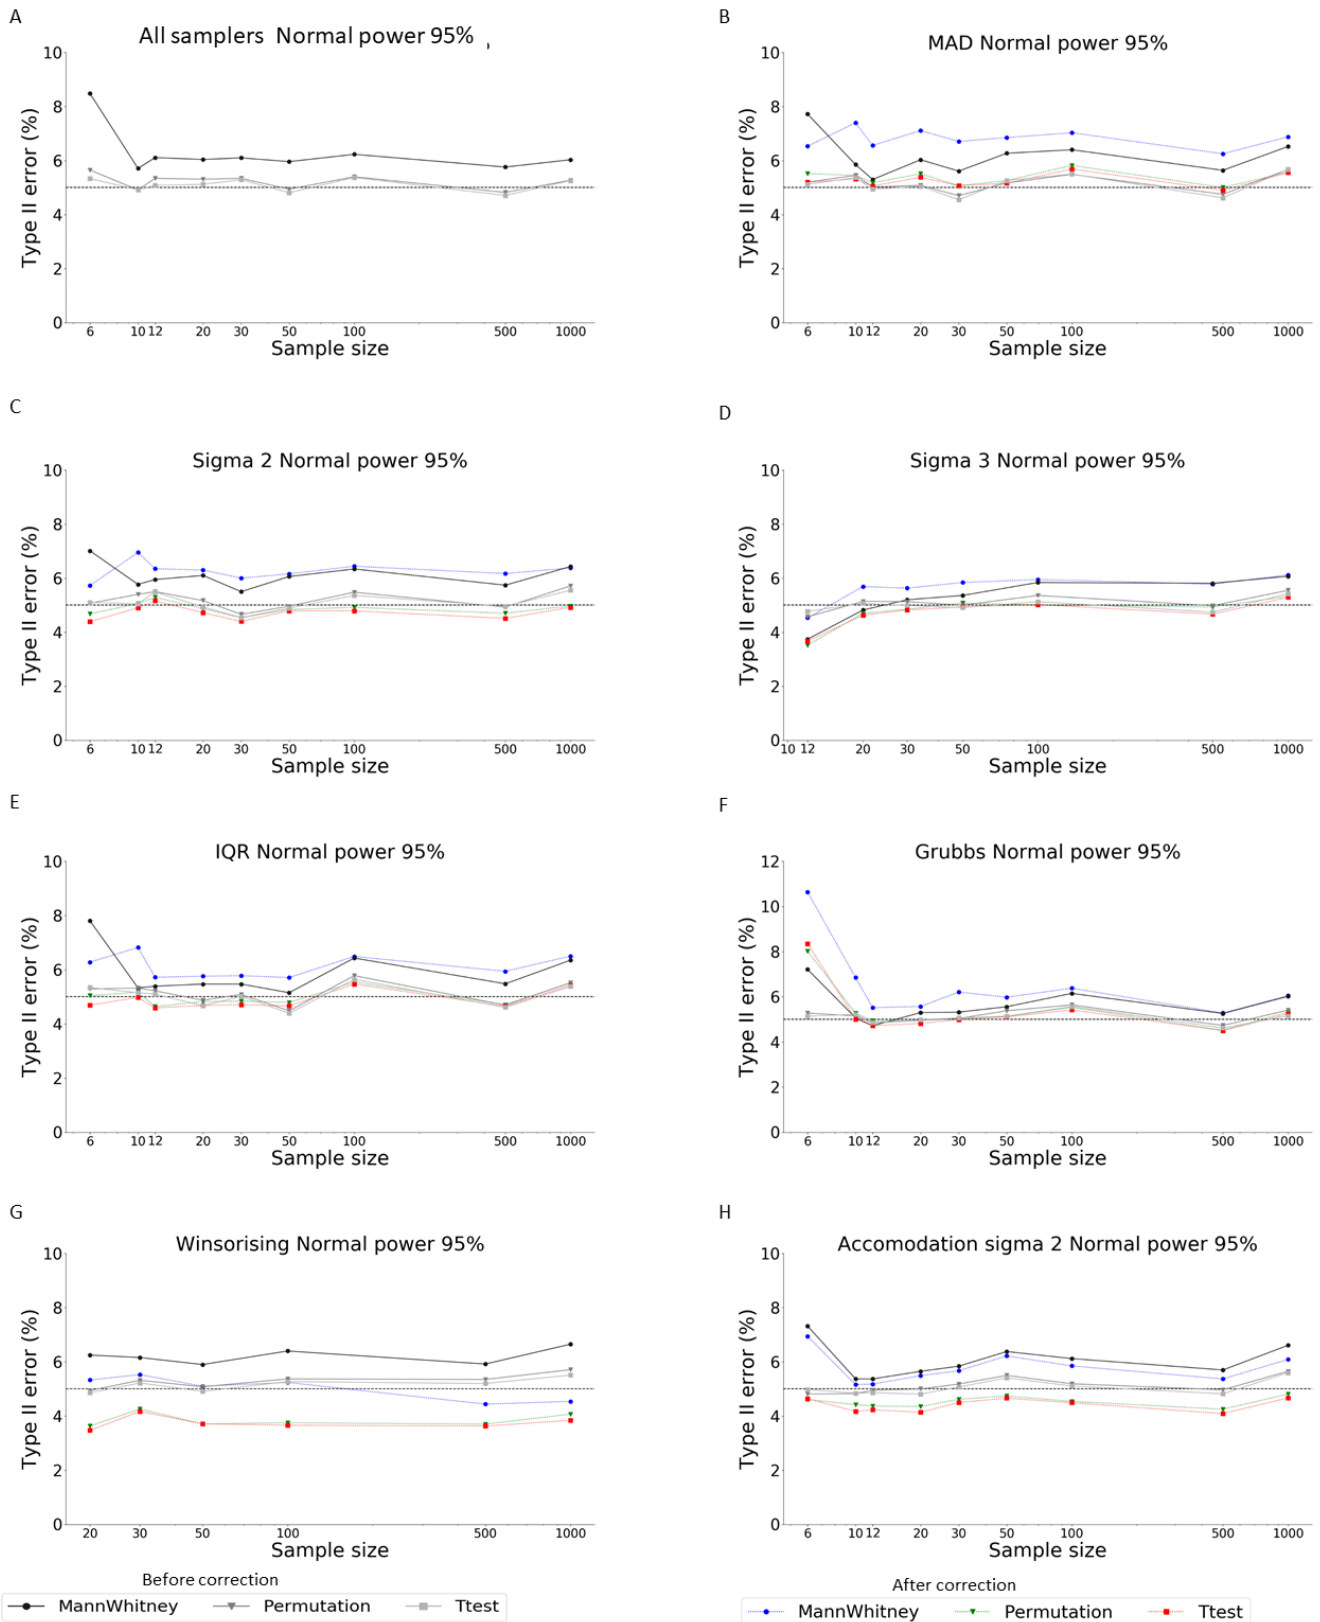 A
All samplers Normal power 95%
10
8
6
4
2
0
Type II error (%)
6 10 12 20 30 50 100 500 1000
Sample size
B
MAD Normal power 95%
10
8
6
4
2
0
Type II error (%)
6 10 12 20 30 50 100 500 1000
Sample size
C
Sigma 2 Normal power 95%
10
8
6
4
2
0
Type II error (%)
6 10 12 20 30 50 100 500 1000
Sample size
D
Sigma 3 Normal power 95%
10
8
6
4
2
0
Type II error (%)
10 12 20 30 50 100 500 1000
Sample size
E
IQR Normal power 95%
10
8
6
4
2
0
Type II error (%)
6 10 12 20 30 50 100 500 1000
Sample size
F
Grubbs Normal power 95%
12
10
8
6
4
2
0
Type II error (%)
6 10 12 20 30 50 100 500 1000
Sample size
G
Winsorising Normal power 95%
10
8
6
4
2
0
Type II error (%)
20 30 50 100 500 1000
Sample size
H
Accomodation sigma 2 Normal power 95%
10
8
6
4
2
0
Type II error (%)
6 10 12 20 30 50 100 500 1000
Sample size
Before correction
MannWhitney Permutation Ttest
After correction
MannWhitney Permutation Ttest